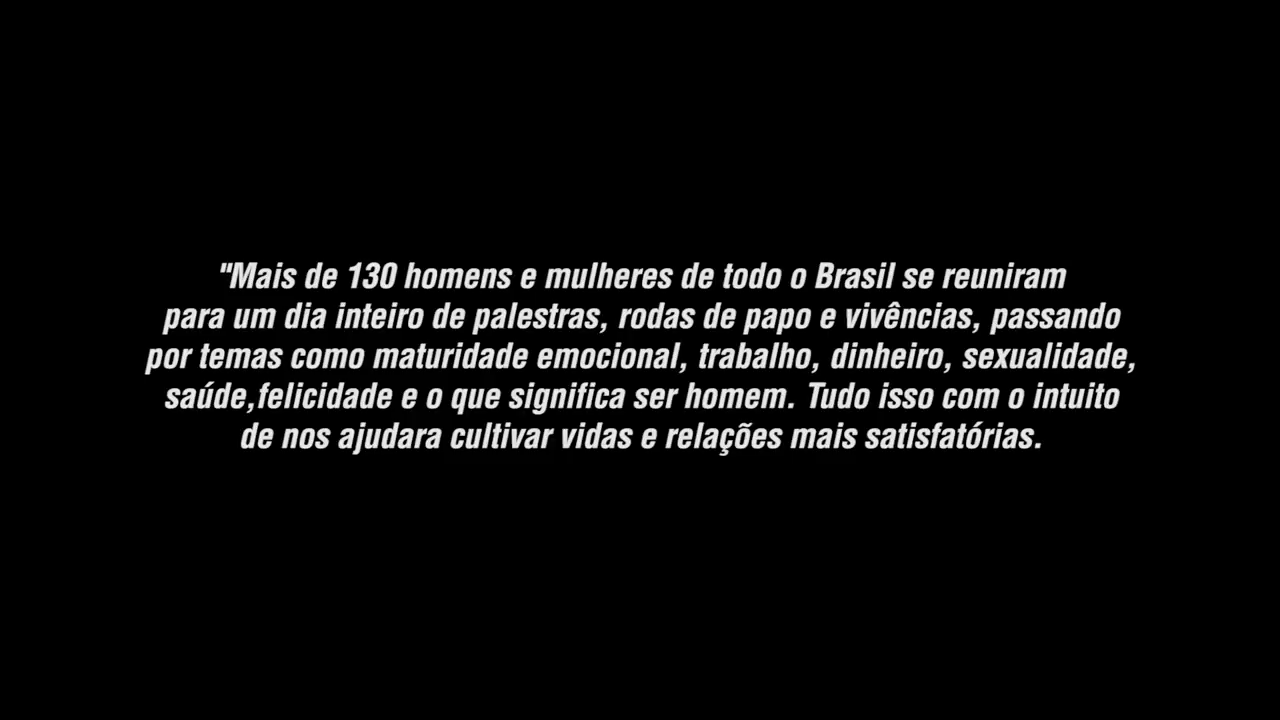 "Mais de 130 homens e mulheres de todo o Brasil se reuniram
para um dia inteiro de palestras, rodas de papo e vivências, passando
por temas como maturidade emocional, trabalho, dinheiro, sexualidade,
saúde,felicidade e o que significa ser homem. Tudo isso com o intuito
de nos ajudara cultivar vidas e relações mais satisfatórias.